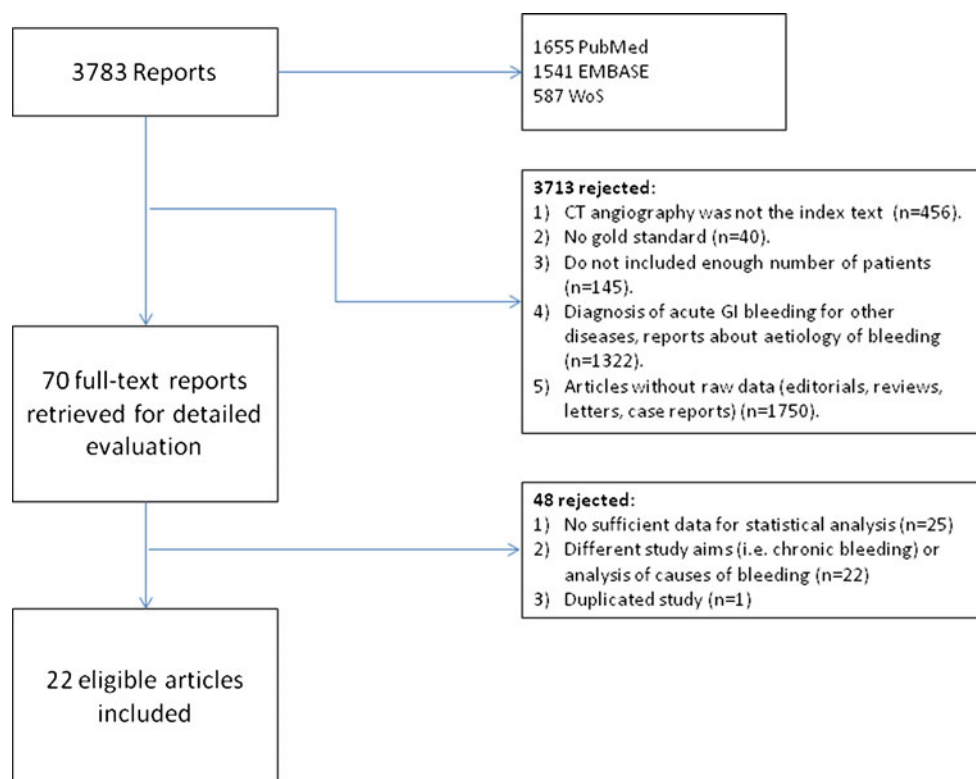 3783 Reports
1655 PubMed
1541 EMBASE
587 WoS
3713 rejected:
1) CT angiography was not the index text (n=456).
2) No gold standard (n=40).
3) Do not included enough number of patients
(n=145).
4) Diagnosis of acute GI bleeding for other
diseases, reports about aetiology of bleeding
(n=1322).
5) Articles without raw data (editorials, reviews,
letters, case reports) (n=1750).
70 full-text reports
retrieved for detailed
evaluation
48 rejected:
1) No sufficient data for statistical analysis (n=25)
2) Different study aims (i.e. chronic bleeding) or
analysis of causes of bleeding (n=22)
3) Duplicated study (n=1)
22 eligible articles
included